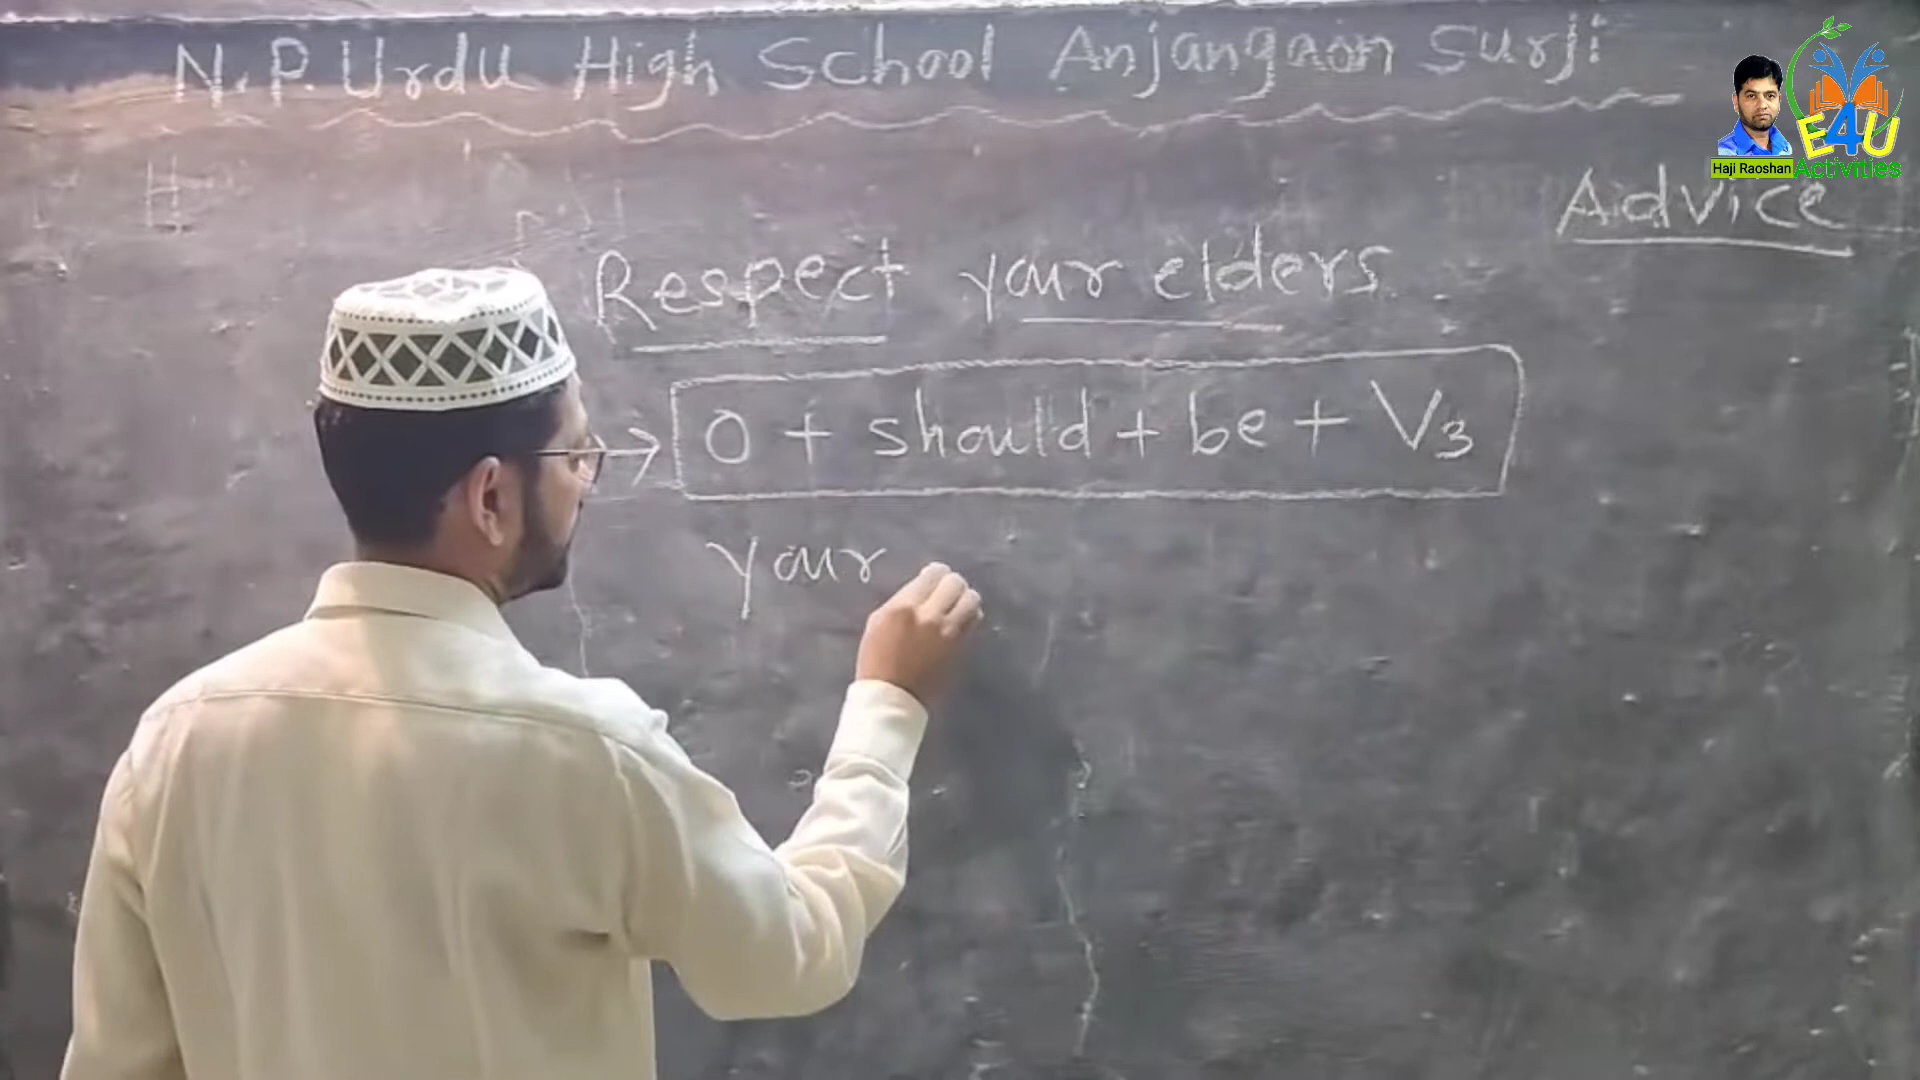 N.P. Urdu High School Anjangaon Surji
Haji Raoshan
E4U
Activities
Advice
Respect your elders
→ O + should + be + V3
your